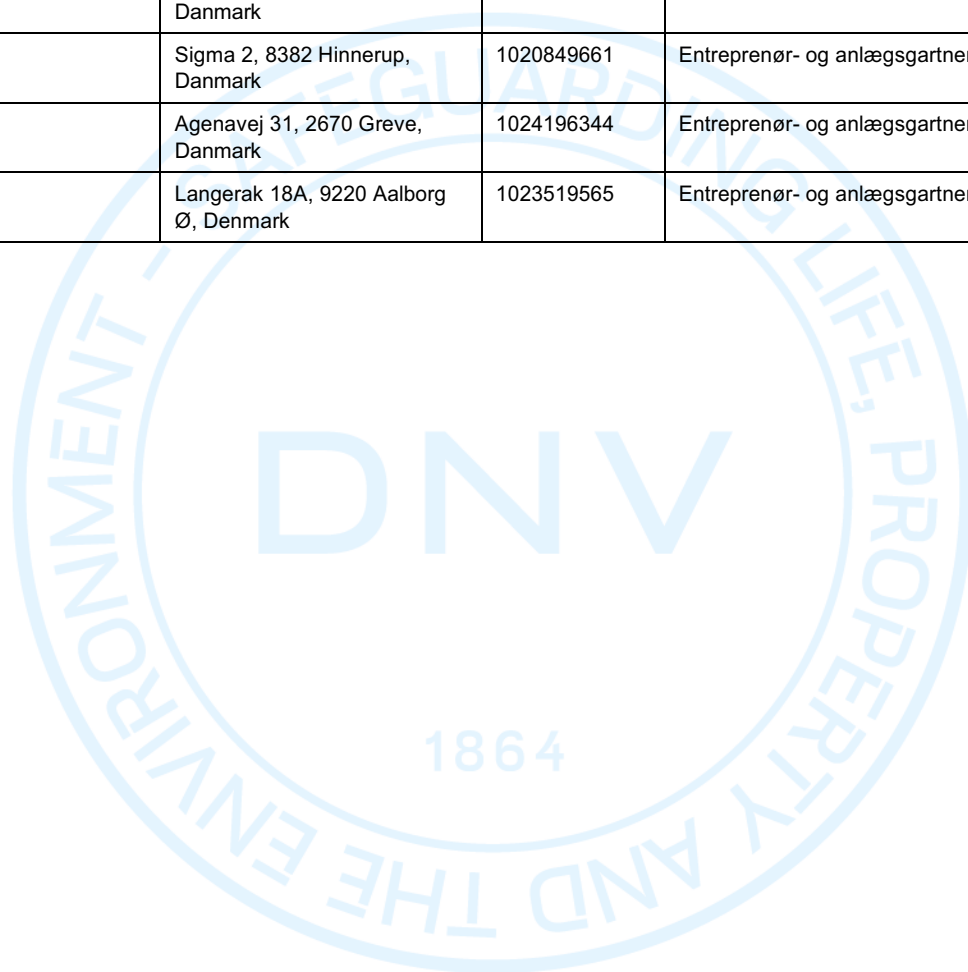 Danmark
Sigma 2, 8382 Hinnerup,
Danmark
1020849661
Entreprenør- og anlægsgartner
Agenavej 31, 2670 Greve,
Danmark
1024196344
Entreprenør- og anlægsgartner
Langerak 18A, 9220 Aalborg
Ø, Denmark
1023519565
Entreprenør- og anlægsgartner
SAFEGUARDING LIFE, PROPERTY AND THE ENVIRONMENT -
DNV
1864